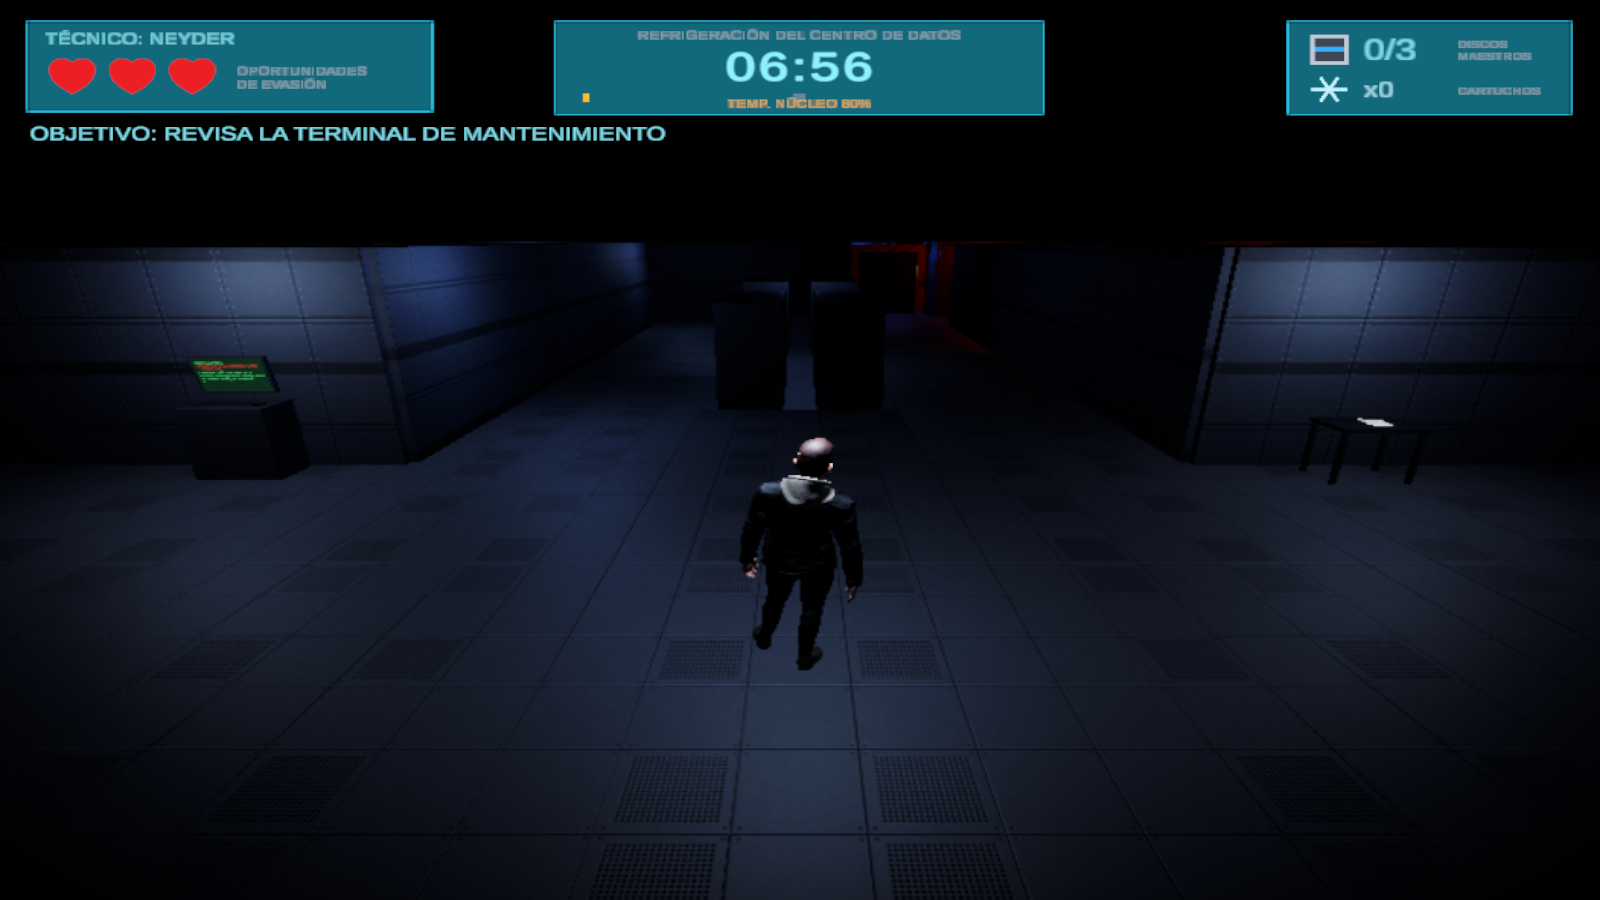 TÉCNICO: NEYDER
OPORTUNIDADES
DE EVASIÓN
REFRIGERACIÓN DEL CENTRO DE DATOS
06:56
TEMP. NÚCLEO 80%
0/3
DISCOS
MAESTROS
x0
CARTUCHOS
OBJETIVO: REVISA LA TERMINAL DE MANTENIMIENTO